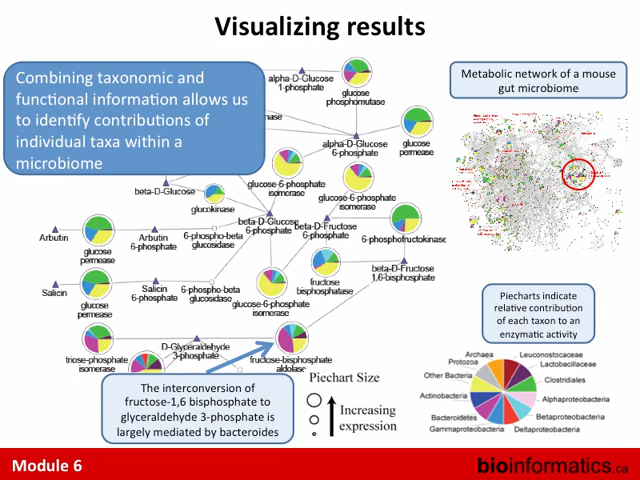 Visualizing results
Combining taxonomic and
functional information allows us
to identify contributions of
individual taxa within a
microbiome
alpha-D-Glucose
1-phosphate
glucose
phosphomutase
Metabolic network of a mouse
gut microbiome
alpha-D-Glucose
6-phosphate
glucose
permease
glucose-6-phosphate
isomerase
glucose-6-phosphate
isomerase
beta-D-Glucose
glucokinase
beta-D-Glucose
6-phosphate
beta-D-Fructose
6-phosphate
6-phosphofructokinase
Arbutin
glucose
permease
Arbutin
6-phosphate
6-phospho-beta
glucosidase
fructose
bisphosphatase
beta-D-Fructose
1,6-bisphosphate
Salicin
glucose
permease
Salicin
6-phosphate
6-phospho-beta
glucosidase
glucose-6-phosphate
isomerase
Piecharts indicate
relative contribution
of each taxon to an
enzymatic activity
triose-phosphate
isomerase
D-Glyceraldehyde
3-phosphate
fructose-bisphosphate
aldolase
The interconversion of
fructose-1,6 bisphosphate to
glyceraldehyde 3-phosphate is
largely mediated by bacteroides
Piechart Size
Increasing
expression
Archaea
Protozoa
Other Bacteria
Actinobacteria
Bacteroidetes
Gammaproteobacteria
Leuconostocaceae
Lactobacillaceae
Clostridiales
Alphaproteobacteria
Betaproteobacteria
Deltaproteobacteria
Module 6
bioinformatics.ca